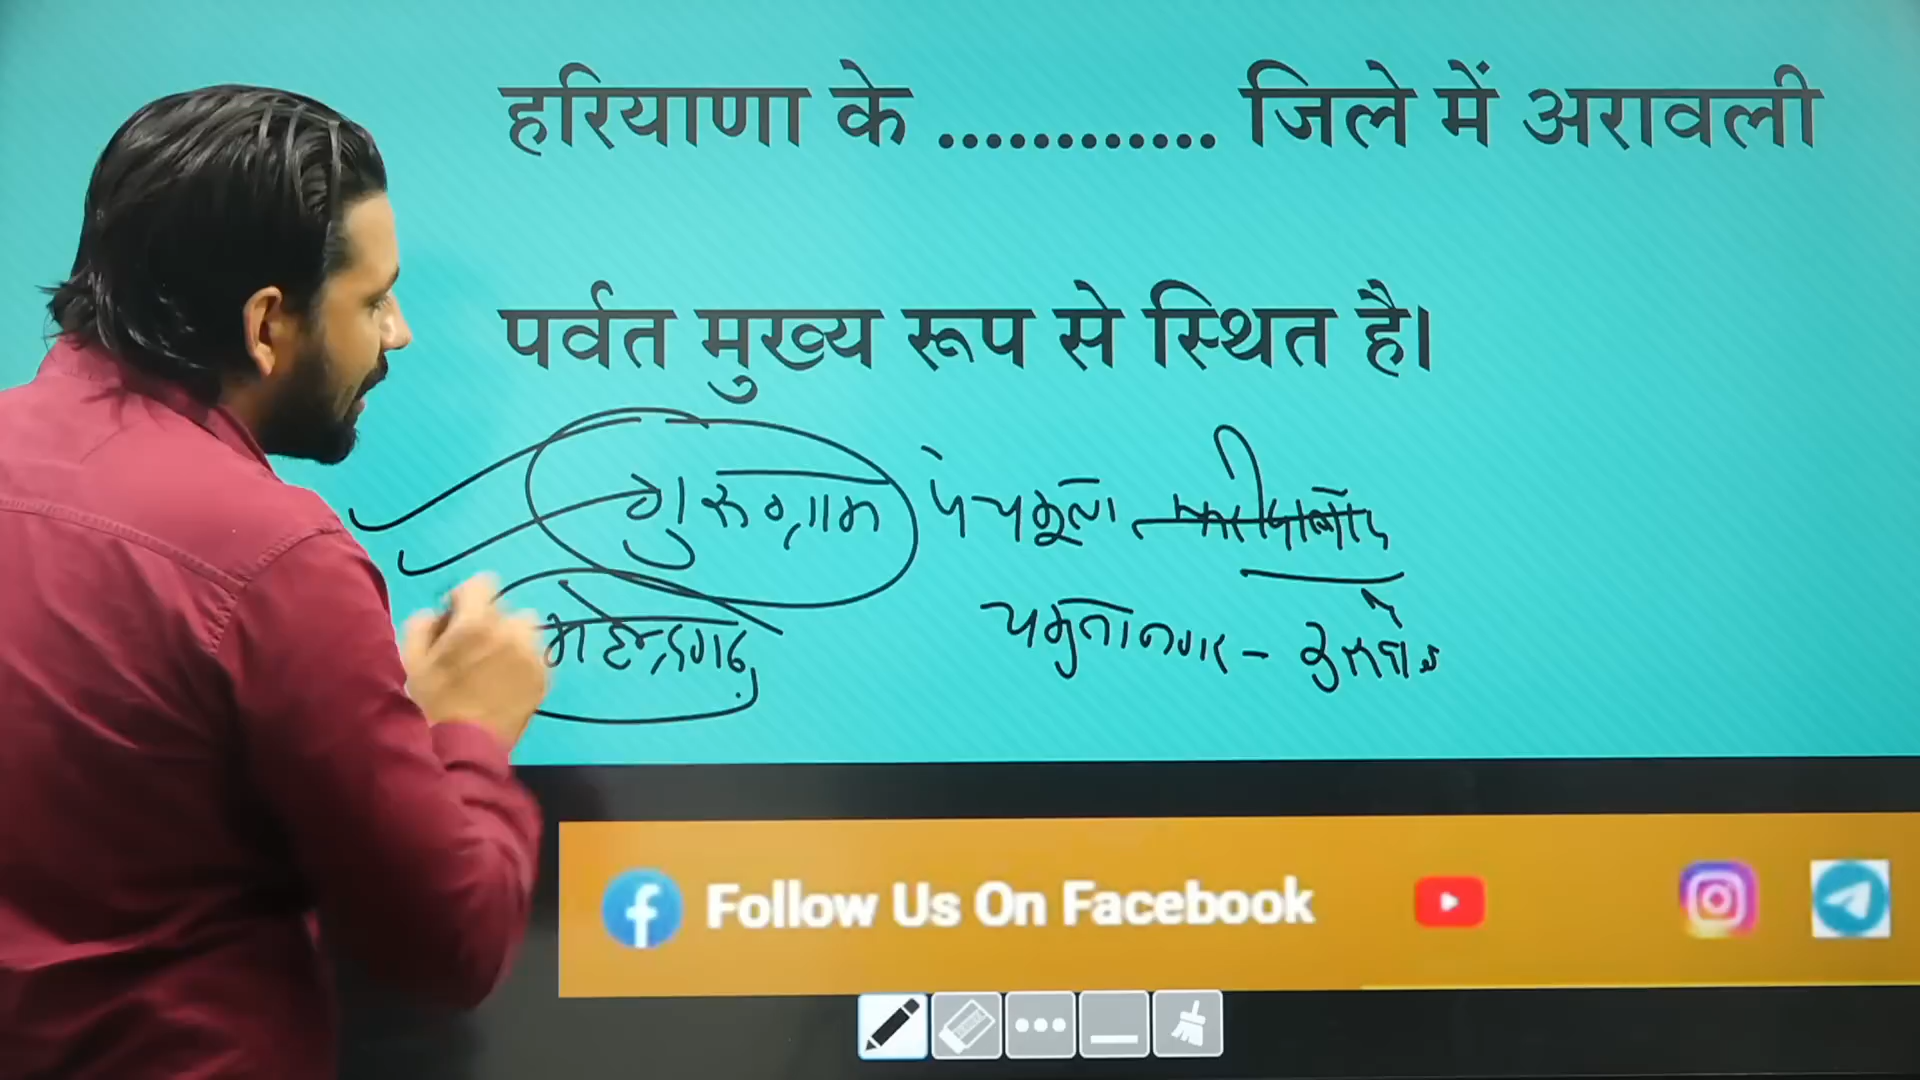 हरियाणा के ............ जिले में अरावली
पर्वत मुख्य रूप से स्थित है।
गुरुग्राम पंचकूला
महेन्द्रगढ़ यमुनानगर -
Follow Us On Facebook